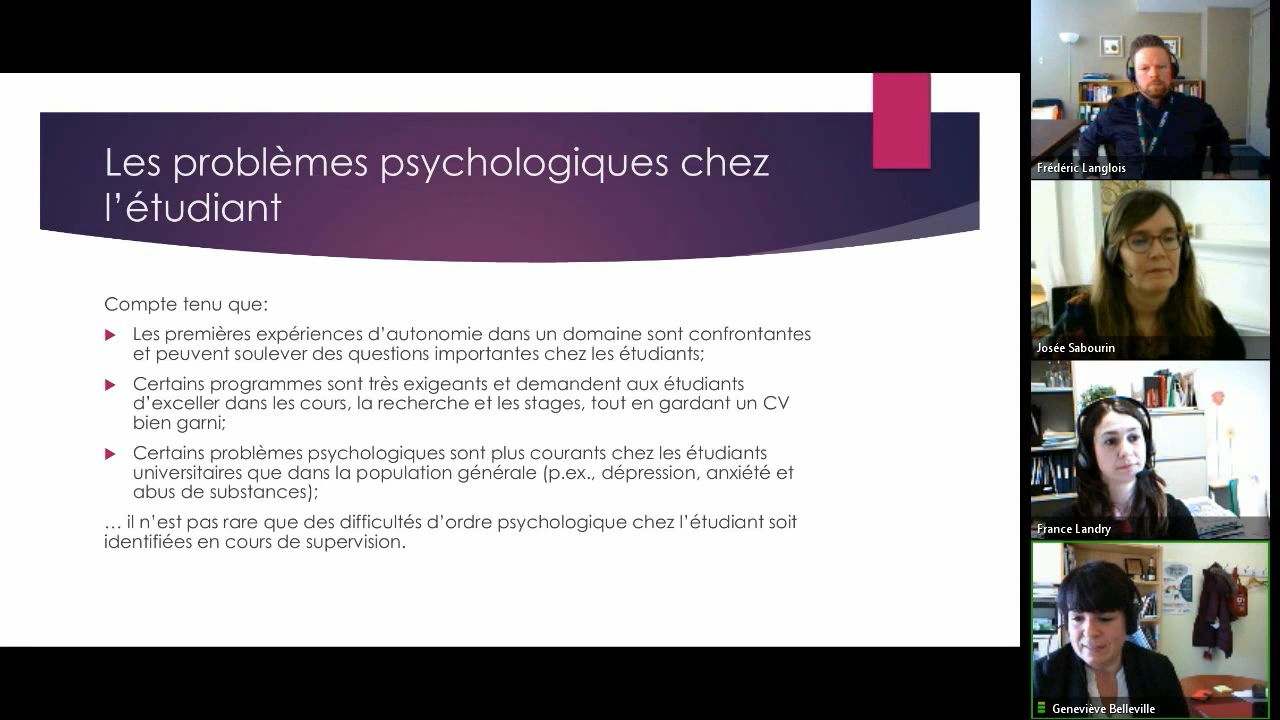 Les problèmes psychologiques chez
l'étudiant
Compte tenu que:
Les premières expériences d'autonomie dans un domaine sont confrontantes
et peuvent soulever des questions importantes chez les étudiants;
Certains programmes sont très exigeants et demandent aux étudiants
d'exceller dans les cours, la recherche et les stages, tout en gardant un CV
bien garni;
Certains problèmes psychologiques sont plus courants chez les étudiants
universitaires que dans la population générale (p.ex., dépression, anxiété et
abus de substances);
… il n'est pas rare que des difficultés d'ordre psychologique chez l'étudiant soit
identifiées en cours de supervision.
Frédéric Langlois
Josée Sabourin
France Landry
Geneviève Belleville